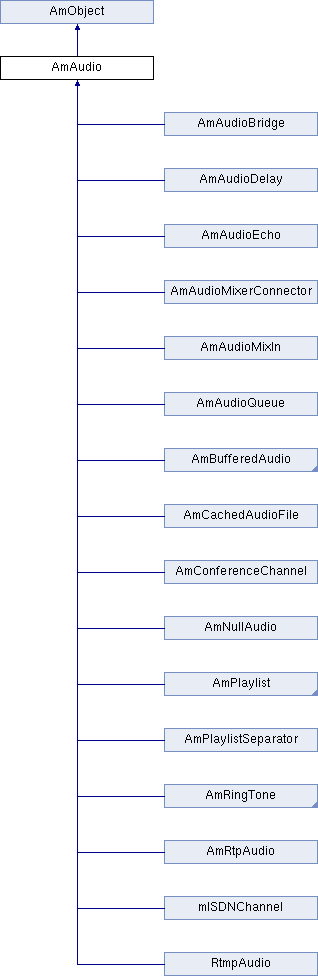 AmObject
AmAudio
AmAudioBridge
AmAudioDelay
AmAudioEcho
AmAudioMixerConnector
AmAudioMixIn
AmAudioQueue
AmBufferedAudio
AmCachedAudioFile
AmConferenceChannel
AmNullAudio
AmPlaylist
AmPlaylistSeparator
AmRingTone
AmRtpAudio
mISDNChannel
RtmpAudio